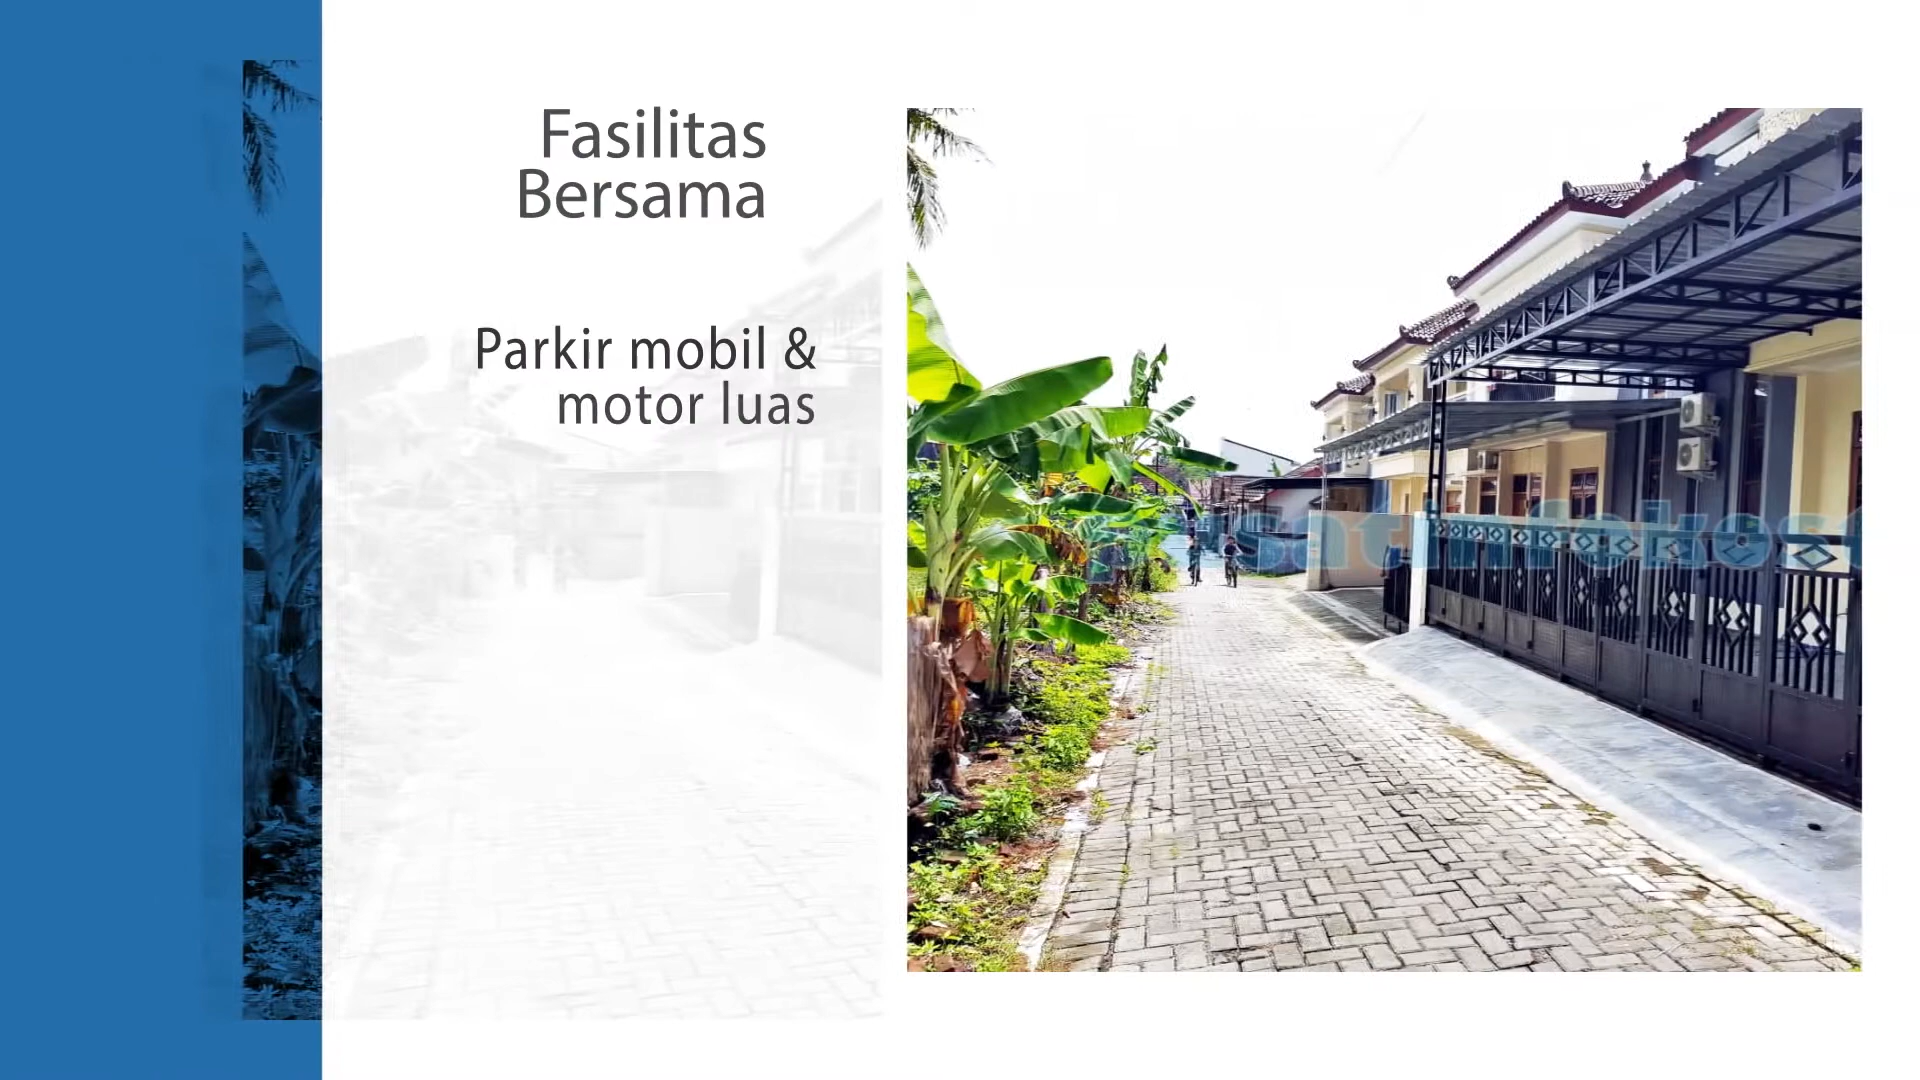 Fasilitas
Bersama
Parkir mobil &
motor luas